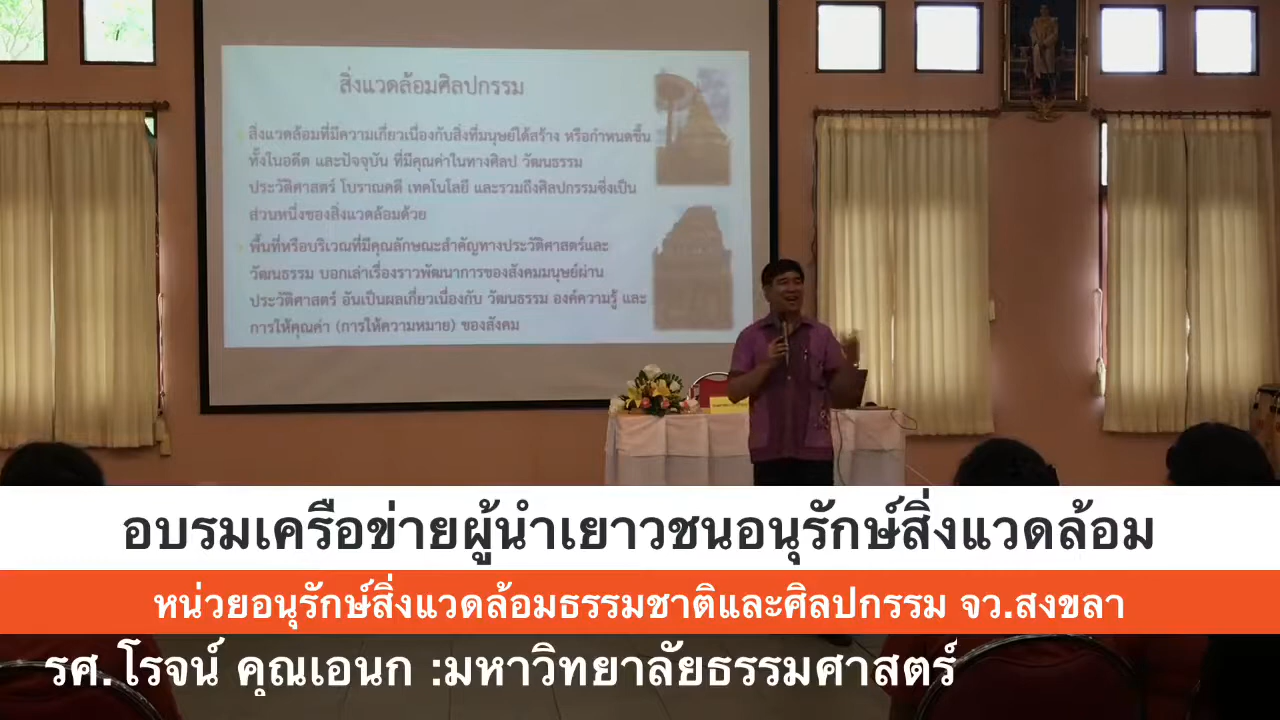 สิ่งแวดล้อมศิลปกรรม
สิ่งแวดล้อมที่มีความเกี่ยวเนื่องกับสิ่งที่มนุษย์ได้สร้าง หรือกำหนดขึ้น
ทั้งในอดีต และปัจจุบัน ที่มีคุณค่าในทางศิลป วัฒนธรรม
ประวัติศาสตร์ โบราณคดี เทคโนโลยี และรวมถึงศิลปกรรมซึ่งเป็น
ส่วนหนึ่งของสิ่งแวดล้อมด้วย
พื้นที่หรือบริเวณที่มีคุณลักษณะสำคัญทางประวัติศาสตร์และ
วัฒนธรรม บอกเล่าเรื่องราวพัฒนาการของสังคมมนุษย์ผ่าน
ประวัติศาสตร์ อันเป็นผลเกี่ยวเนื่องกับ วัฒนธรรม องค์ความรู้ และ
การให้คุณค่า (การให้ความหมาย) ของสังคม
อบรมเครือข่ายผู้นำเยาวชนอนุรักษ์สิ่งแวดล้อม
หน่วยอนุรักษ์สิ่งแวดล้อมธรรมชาติและศิลปกรรม จว.สงขลา
รศ.โรจน์ คุณเอนก :มหาวิทยาลัยธรรมศาสตร์